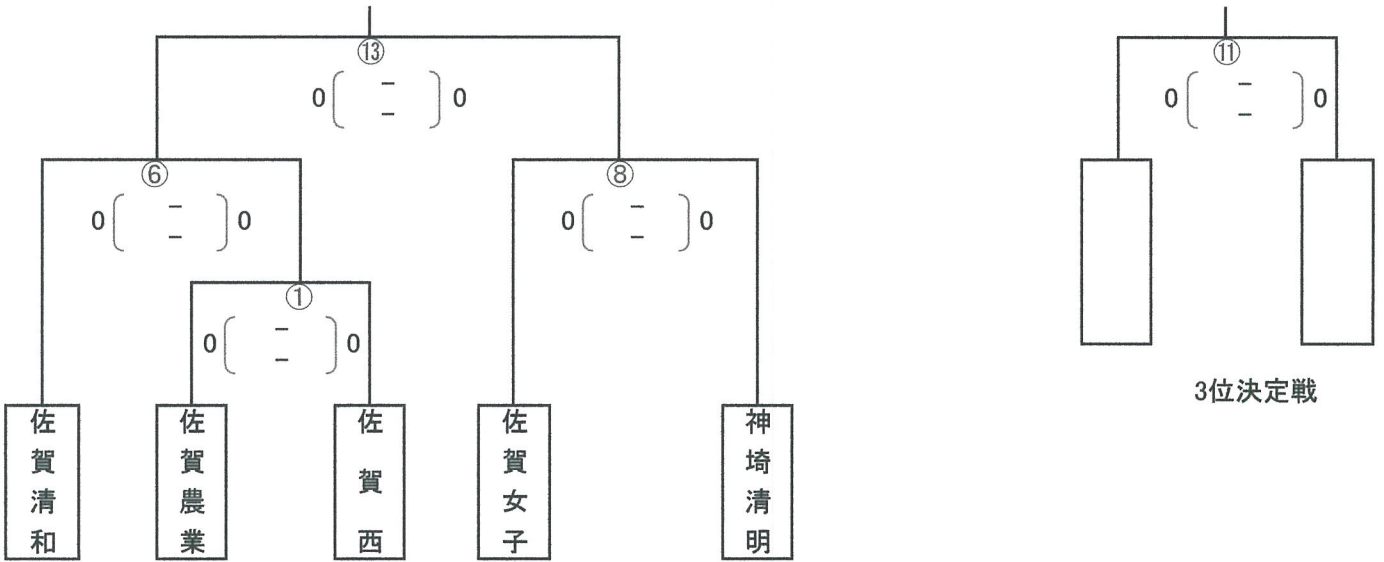 ⑬
0 〔 - - 〕 0
⑪
0 〔 - - 〕 0
⑥
0 〔 - - 〕 0
⑧
0 〔 - - 〕 0
①
0 〔 - - 〕 0
3位決定戦
佐賀清和
佐賀農業
佐賀西
佐賀女子
神埼清明